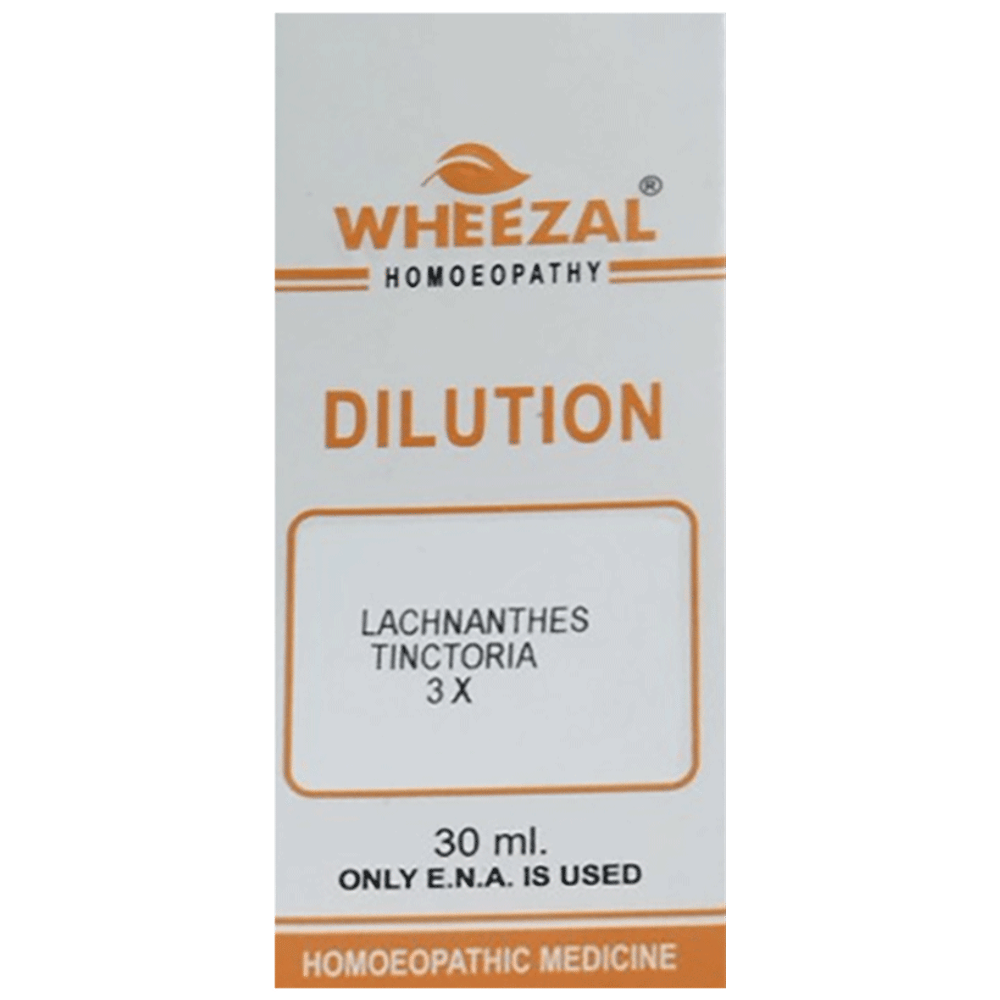 WHEEZAL®
HOMOEOPATHY
DILUTION
LACHNANTHES
TINCTORIA
3 X
30 ml.
ONLY E.N.A. IS USED
HOMOEOPATHIC MEDICINE